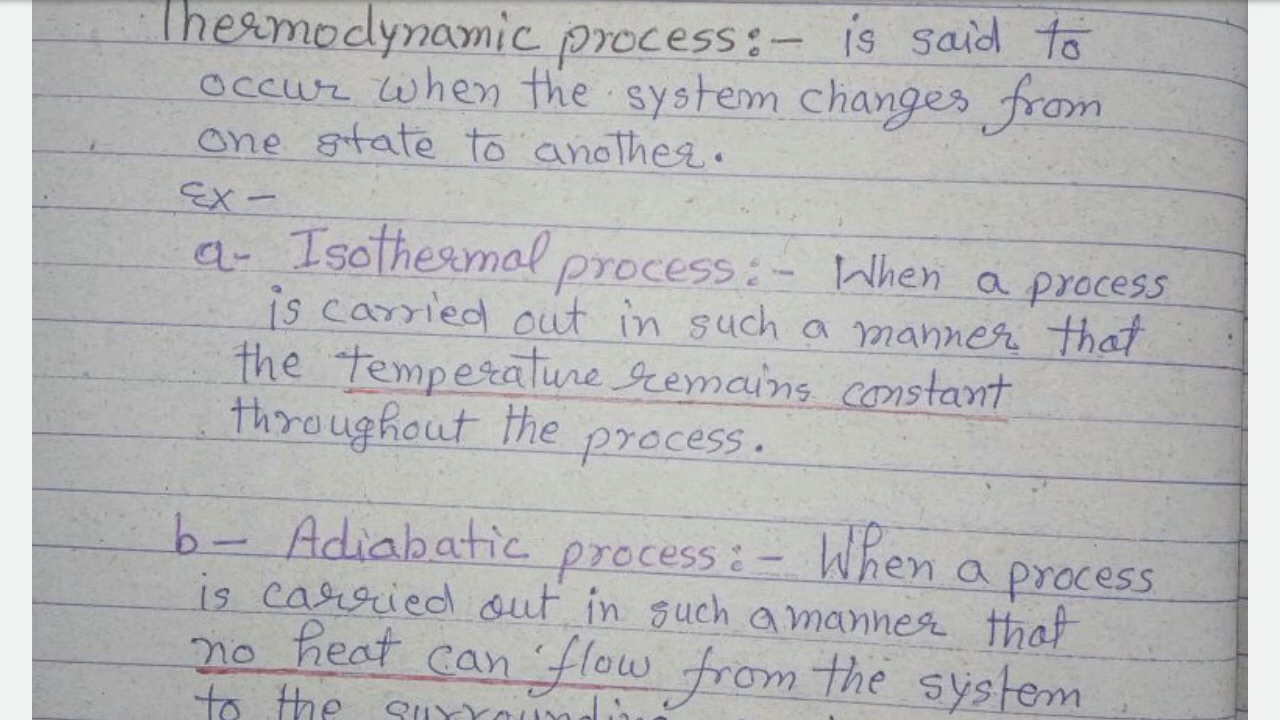 Thermodynamic process:- is said to
occur when the system changes from
one state to another.
Ex -
a- Isothermal process:- When a process
is carried out in such a manner that
the temperature remains constant
throughout the process.
b- Adiabatic process:- When a process
is carried out in such a manner that
no heat can flow from the system
to the surrounding